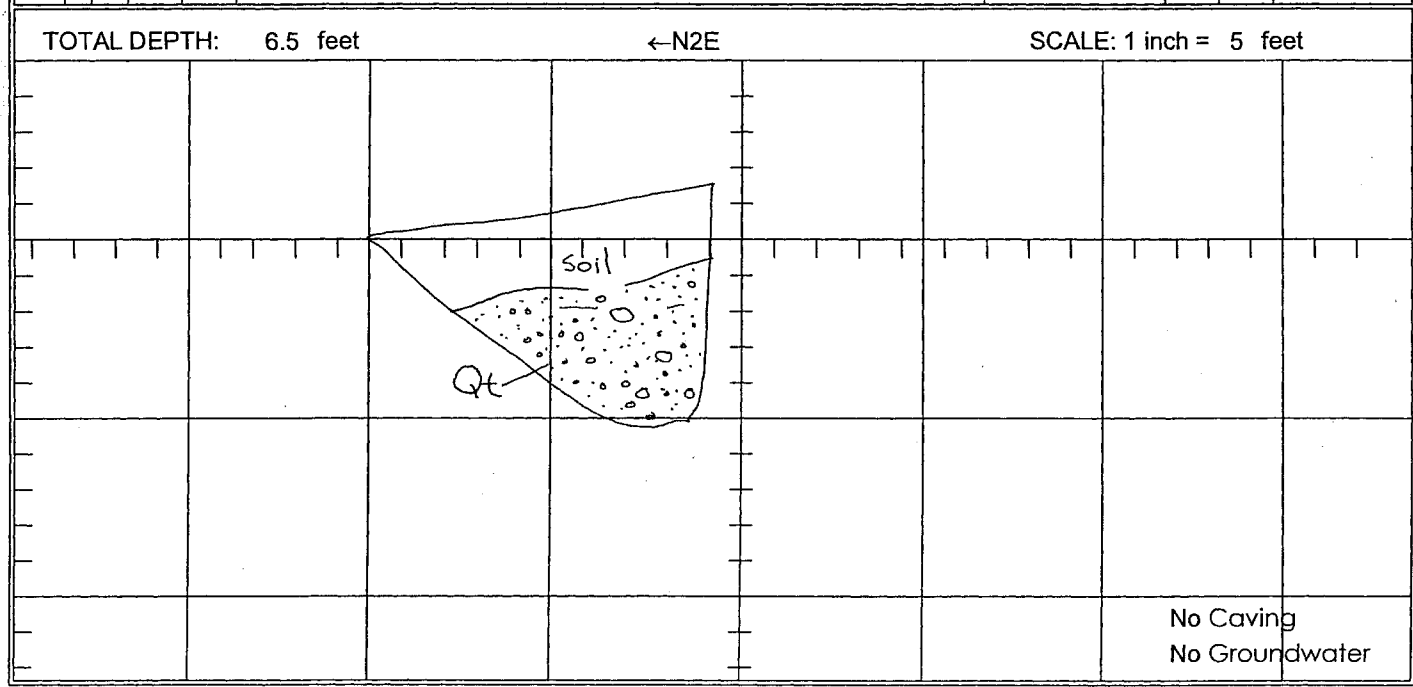 TOTAL DEPTH: 6.5 feet ←N2E SCALE: 1 inch = 5 feet
soil
Qt
No Caving
No Groundwater